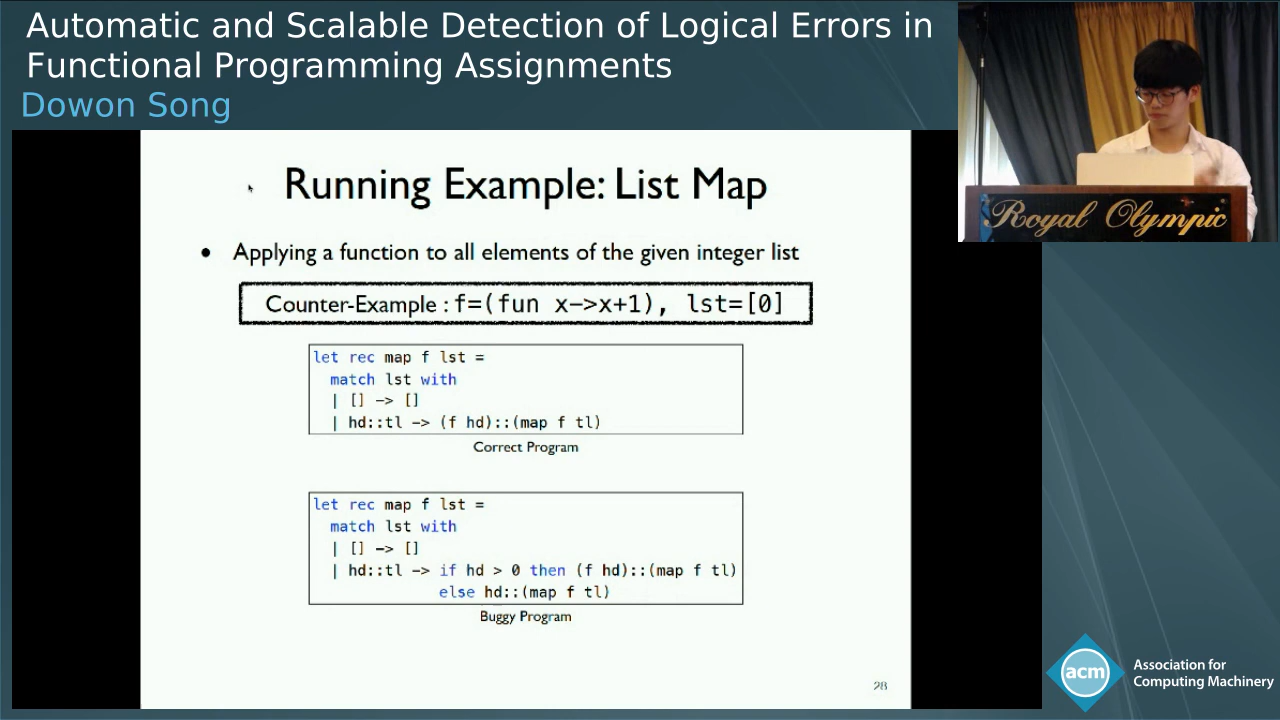 Automatic and Scalable Detection of Logical Errors in
Functional Programming Assignments
Dowon Song
Royal Olympic
Running Example: List Map
• Applying a function to all elements of the given integer list
Counter-Example : f=(fun x->x+1), lst=[0]
let rec map f lst =
match lst with
| [] -> []
| hd::tl -> (f hd)::(map f tl)
Correct Program
let rec map f lst =
match lst with
| [] -> []
| hd::tl -> if hd > 0 then (f hd)::(map f tl)
else hd::(map f tl)
Buggy Program
28
acm
Association for
Computing Machinery